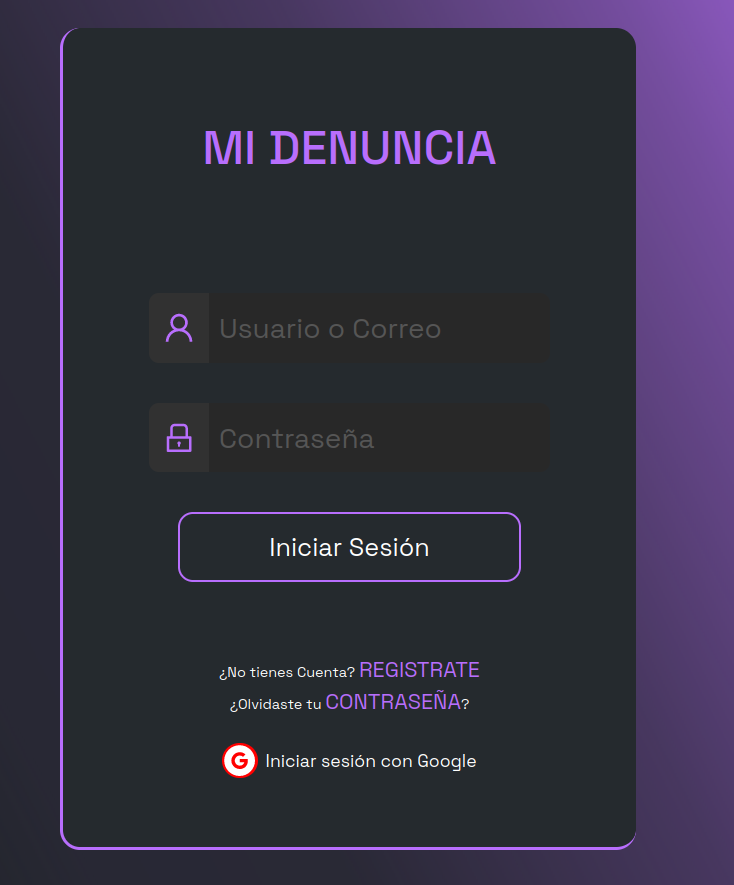 MI DENUNCIA
Usuario o Correo
Contraseña
Iniciar Sesión
¿No tienes Cuenta? REGISTRATE
¿Olvidaste tu CONTRASEÑA?
G Iniciar sesión con Google